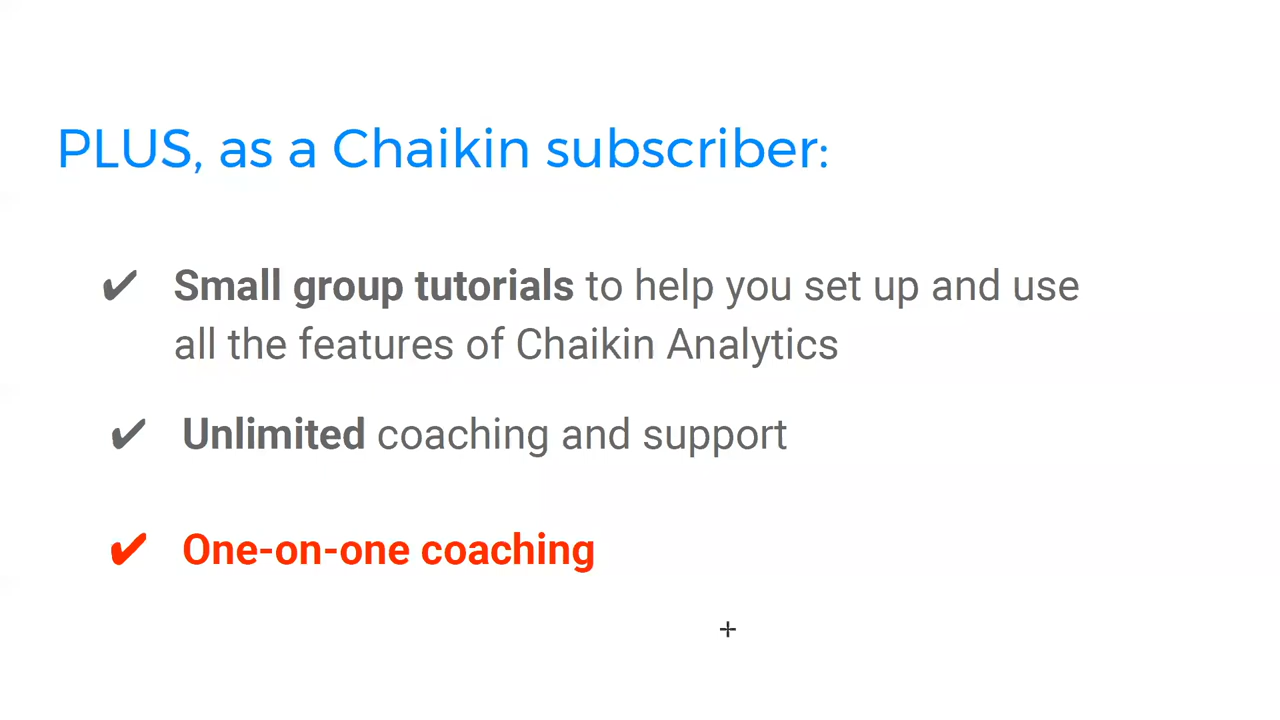 PLUS, as a Chaikin subscriber:
✔ Small group tutorials to help you set up and use
all the features of Chaikin Analytics
✔ Unlimited coaching and support
✔ One-on-one coaching